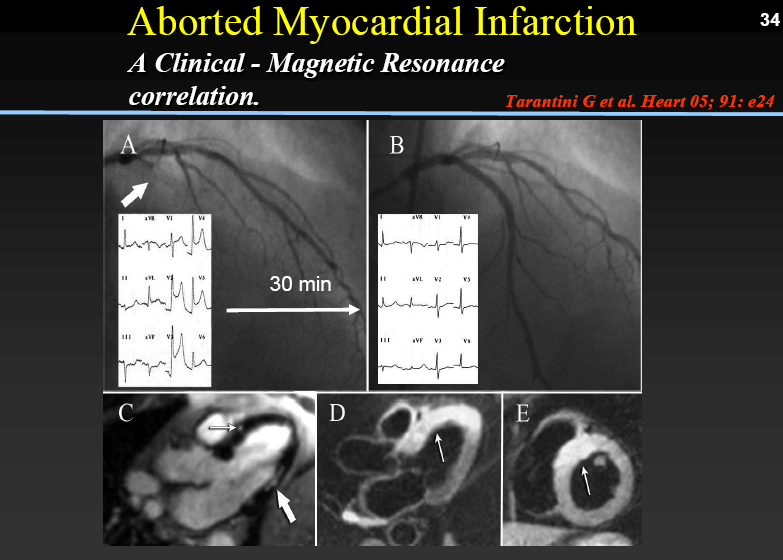 Aborted Myocardial Infarction
34
A Clinical - Magnetic Resonance
correlation.
Tarantini G et al. Heart 05; 91: e24
A
B
I aVR V1 V4
II aVL V2 V5
III aVF V3 V6
30 min
I aVR V1 V4
II aVL V2 V5
III aVF V3 V6
C
D
E